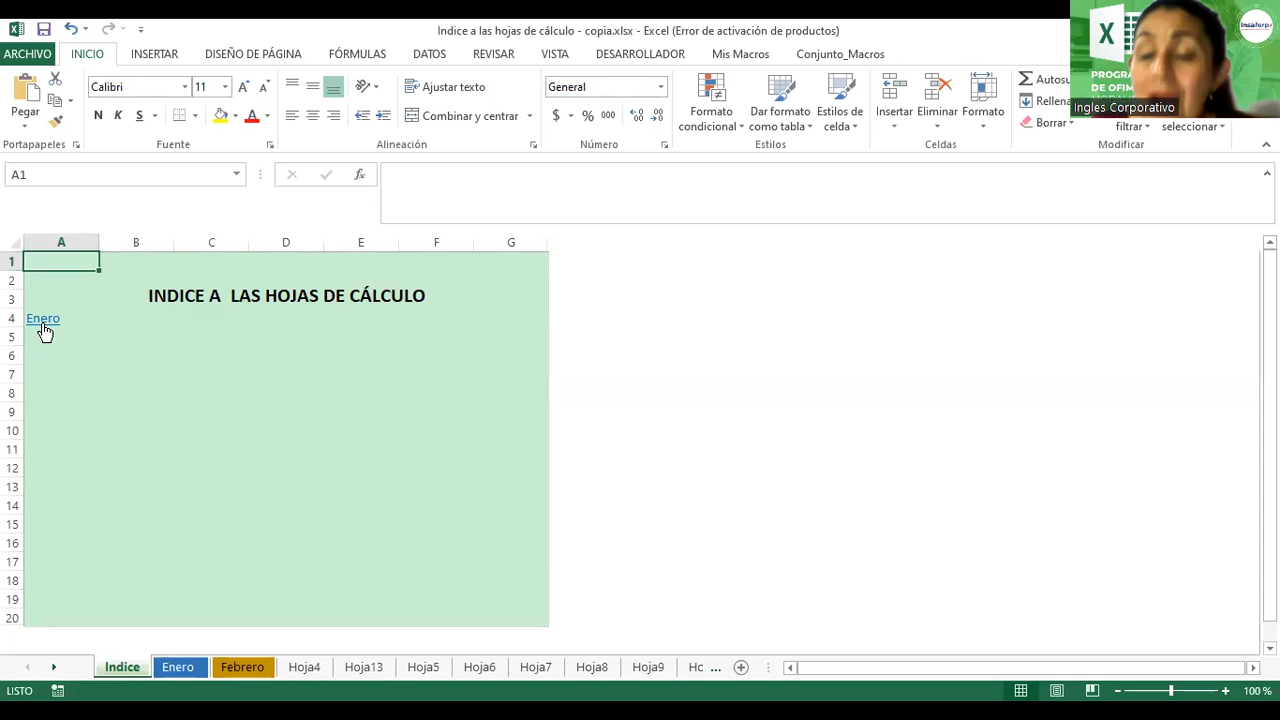 Indice a las hojas de cálculo - copia.xlsx - Excel (Error de activación de productos)
ARCHIVO INICIO INSERTAR DISEÑO DE PÁGINA FÓRMULAS DATOS REVISAR VISTA DESARROLLADOR Mis Macros Conjunto_Macros
Insaforp
PROGRA
DE OFIM
Ingles Corporativo
Pegar
Calibri 11
N K S
Ajustar texto
Combinar y centrar
General
$ % 000
Formato condicional
Dar formato como tabla
Estilos de celda
Insertar
Eliminar
Formato
Autosu
Rellena
Borrar
filtrar
seleccionar
Portapapeles Fuente Alineación Número Estilos Celdas Modificar
A1
fx
A B C D E F G
1
2
3 INDICE A LAS HOJAS DE CÁLCULO
4 Enero
5
6
7
8
9
10
11
12
13
14
15
16
17
18
19
20
Indice Enero Febrero Hoja4 Hoja13 Hoja5 Hoja6 Hoja7 Hoja8 Hoja9 Ho ...
LISTO
100 %